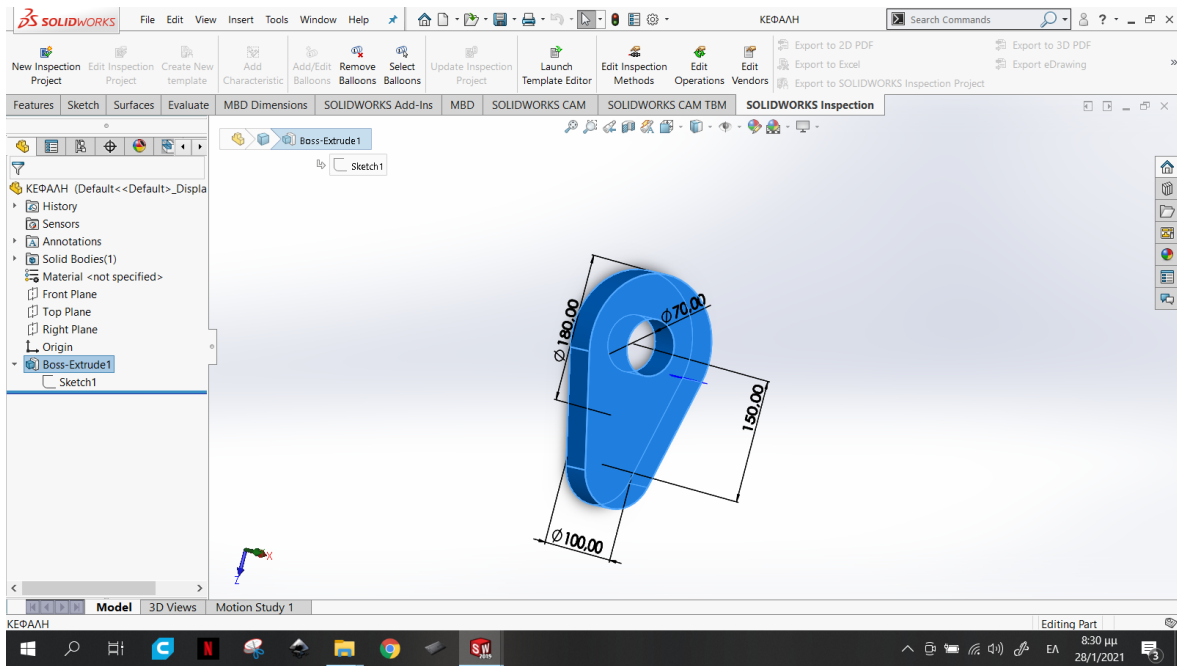 SOLIDWORKS File Edit View Insert Tools Window Help ΚΕΦΑΛΗ Search Commands
New Inspection Project
Edit Inspection Project
Create New template
Add Characteristic
Add/Edit Balloons
Remove Balloons
Select Balloons
Update Inspection Project
Launch Template Editor
Edit Inspection Methods
Edit Operations
Edit Vendors
Export to 2D PDF
Export to Excel
Export to SOLIDWORKS Inspection Project
Export to 3D PDF
Export eDrawing
Features Sketch Surfaces Evaluate MBD Dimensions SOLIDWORKS Add-Ins MBD SOLIDWORKS CAM SOLIDWORKS CAM TBM SOLIDWORKS Inspection
Boss-Extrude1
Sketch1
ΚΕΦΑΛΗ (Default<<Default>_Displa
History
Sensors
Annotations
Solid Bodies(1)
Material <not specified>
Front Plane
Top Plane
Right Plane
Origin
Boss-Extrude1
Sketch1
Ø180,00
Ø70,00
150,00
Ø100,00
X
Z
Model 3D Views Motion Study 1
ΚΕΦΑΛΗ Editing Part
SW 2019
ΕΛ
8:30 μμ
28/1/2021
3